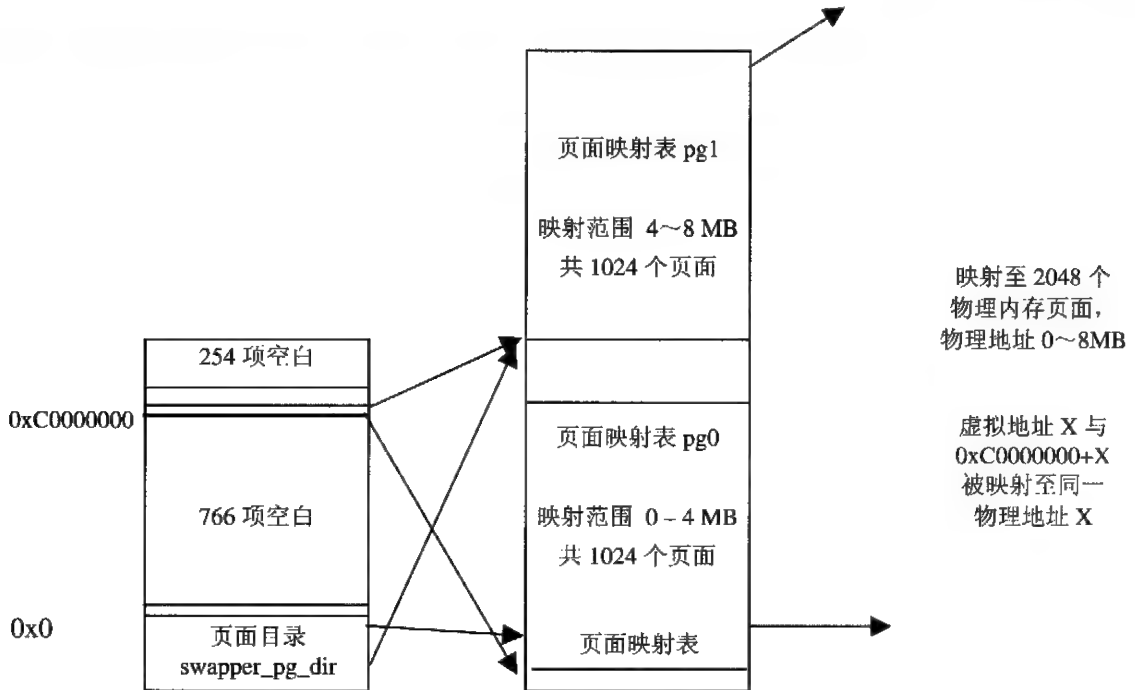 页面映射表 pg1
映射范围 4～8 MB
共 1024 个页面
254 项空白
0xC0000000
766 项空白
0x0
页面目录
swapper_pg_dir
页面映射表 pg0
映射范围 0－4 MB
共 1024 个页面
页面映射表
映射至 2048 个
物理内存页面，
物理地址 0～8MB
虚拟地址 X 与
0xC0000000+X
被映射至同一
物理地址 X